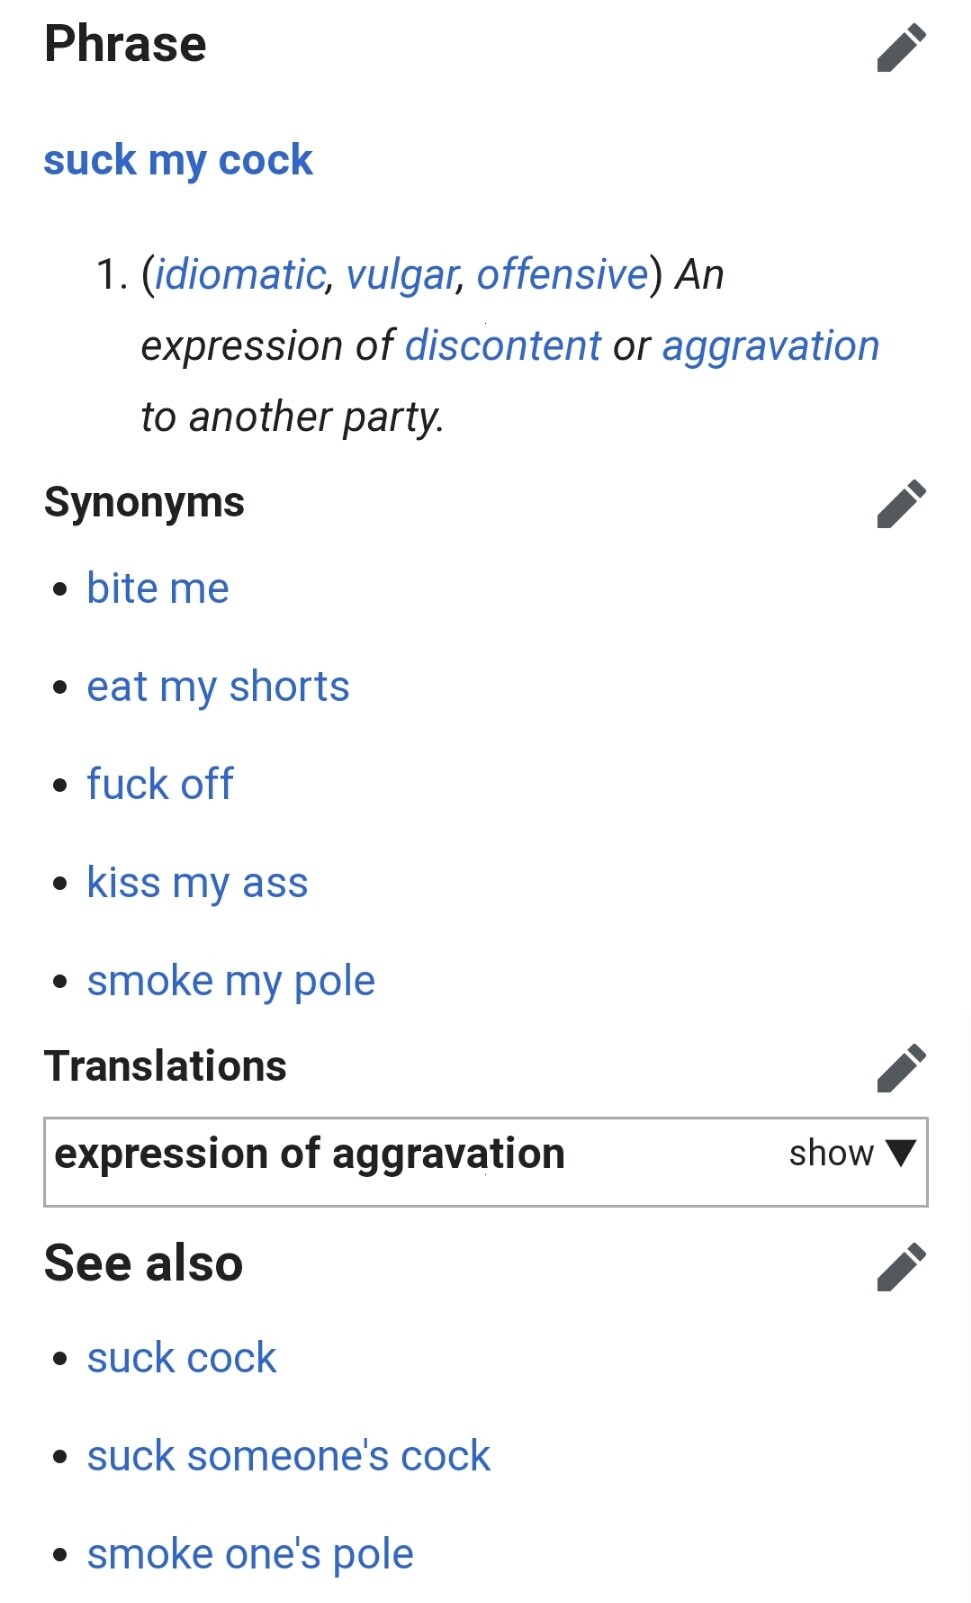 Phrase
suck my cock
1. (idiomatic, vulgar, offensive) An
expression of discontent or aggravation
to another party.
Synonyms
• bite me
• eat my shorts
• fuck off
• kiss my ass
• smoke my pole
Translations
expression of aggravation show ▼
See also
• suck cock
• suck someone's cock
• smoke one's pole